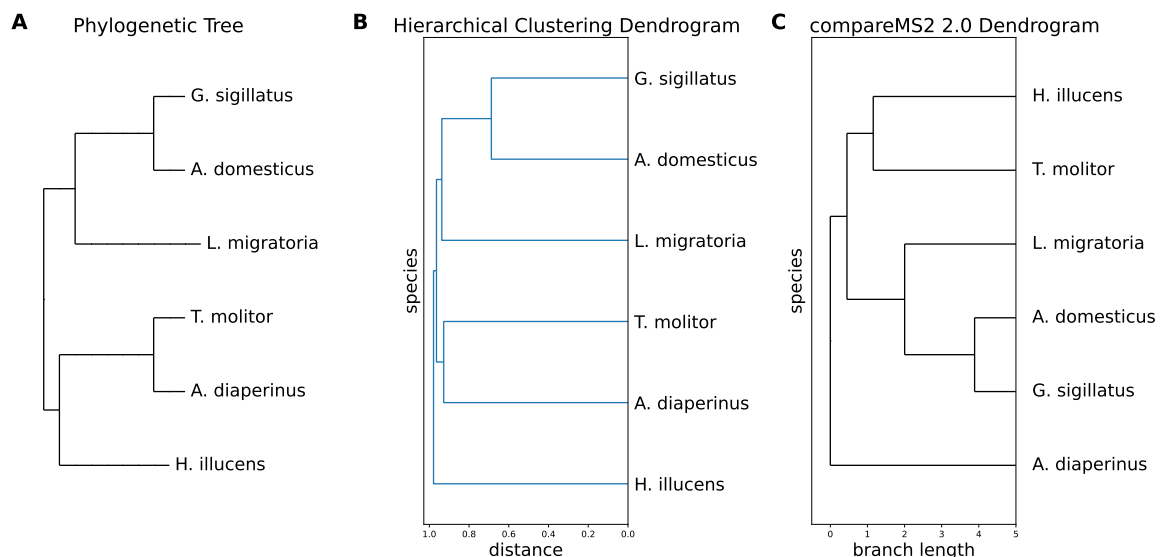 A Phylogenetic Tree
G. sigillatus
A. domesticus
L. migratoria
T. molitor
A. diaperinus
H. illucens
B Hierarchical Clustering Dendrogram
species
G. sigillatus
A. domesticus
L. migratoria
T. molitor
A. diaperinus
H. illucens
1.0 0.8 0.6 0.4 0.2 0.0
distance
C compareMS2 2.0 Dendrogram
species
H. illucens
T. molitor
L. migratoria
A. domesticus
G. sigillatus
A. diaperinus
0 1 2 3 4 5
branch length